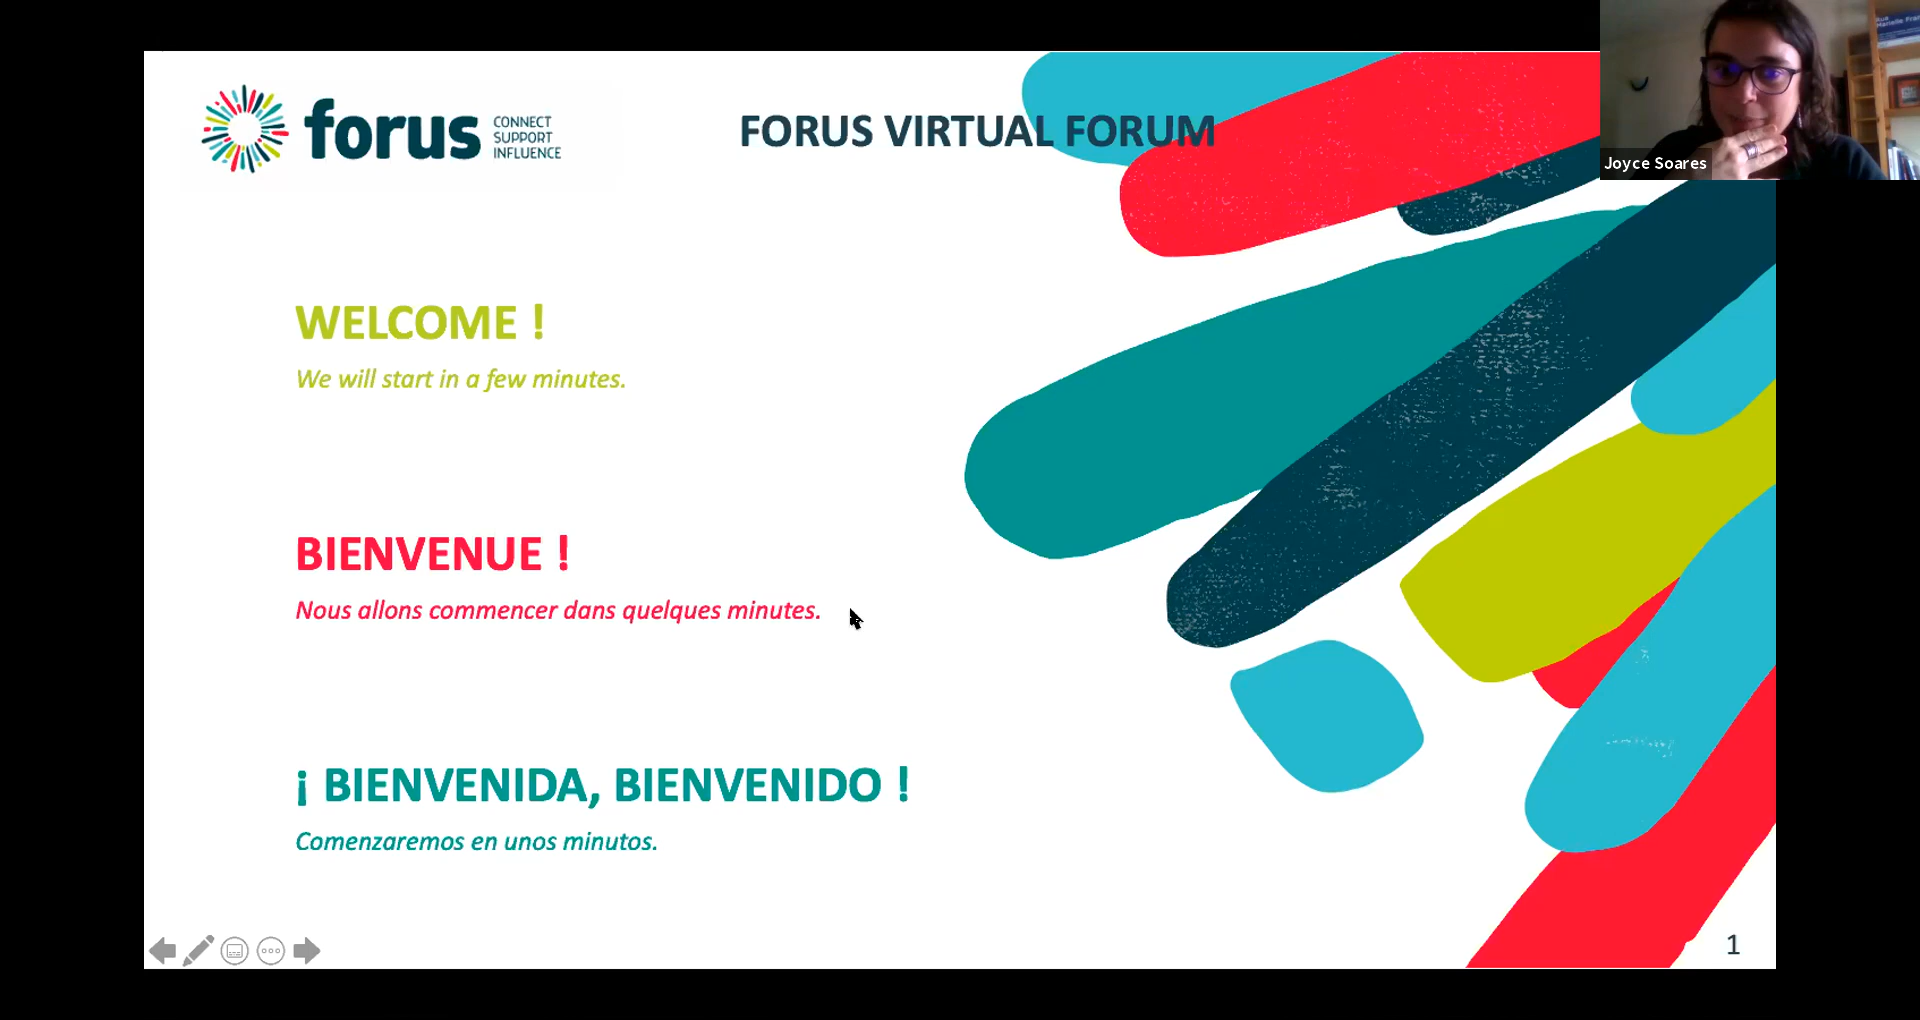 forus
CONNECT
SUPPORT
INFLUENCE
FORUS VIRTUAL FORUM
Joyce Soares
WELCOME !
We will start in a few minutes.
BIENVENUE !
Nous allons commencer dans quelques minutes.
¡ BIENVENIDA, BIENVENIDO !
Comenzaremos en unos minutos.
1